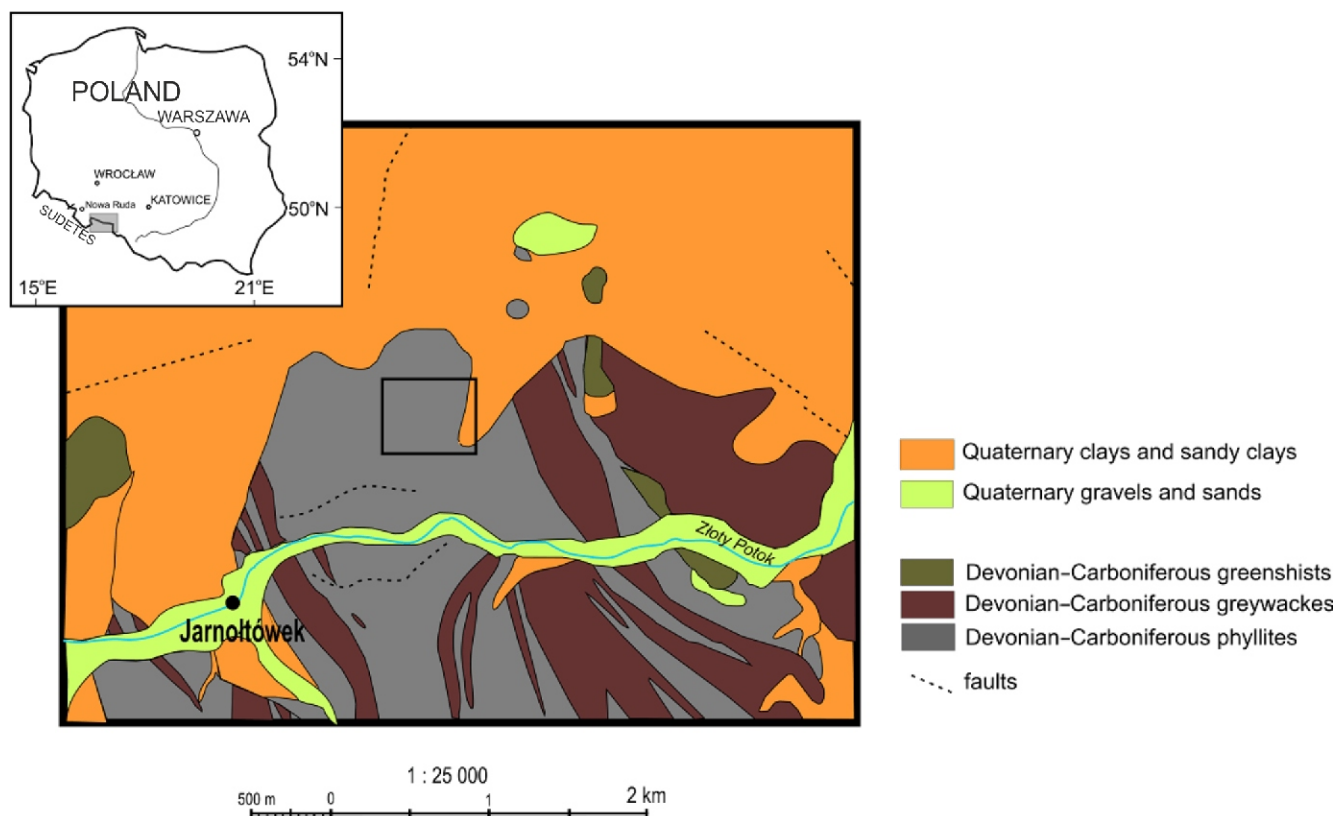 POLAND
54°N
WARSZAWA
WROCŁAW
KATOWICE
Nowa Ruda
50°N
SUDETES
15°E
21°E
Złoty Potok
Jarnołtówek
Quaternary clays and sandy clays
Quaternary gravels and sands
Devonian–Carboniferous greenshists
Devonian–Carboniferous greywackes
Devonian–Carboniferous phyllites
faults
1 : 25 000
500 m 0 1 2 km